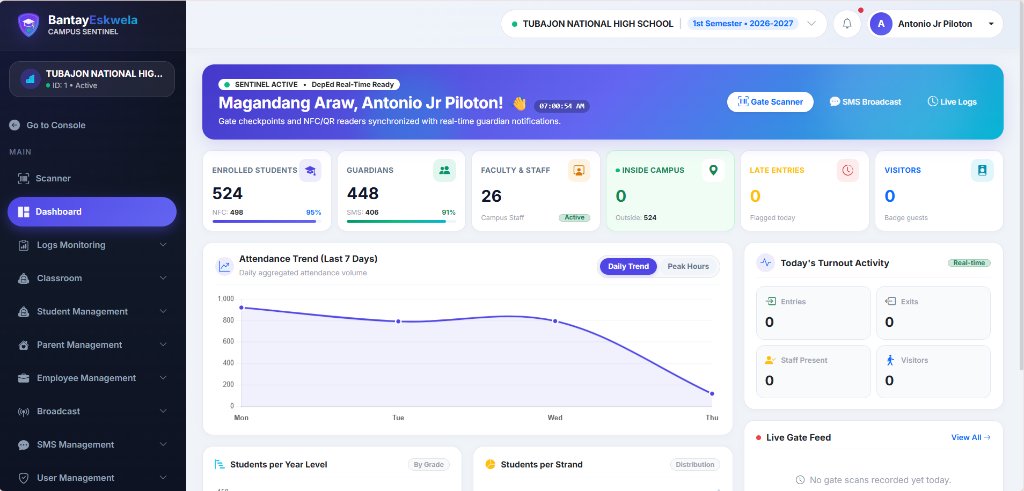 BantayEskwela
CAMPUS SENTINEL
TUBAJON NATIONAL HIG...
ID: 1 • Active
Go to Console
MAIN
Scanner
Dashboard
Logs Monitoring
Classroom
Student Management
Parent Management
Employee Management
Broadcast
SMS Management
User Management
TUBAJON NATIONAL HIGH SCHOOL
1st Semester • 2026-2027
A
Antonio Jr Piloton
SENTINEL ACTIVE • DepEd Real-Time Ready
Magandang Araw, Antonio Jr Piloton! 👋 07:00:54 AM
Gate checkpoints and NFC/QR readers synchronized with real-time guardian notifications.
Gate Scanner
SMS Broadcast
Live Logs
ENROLLED STUDENTS
524
NFC: 498 95%
GUARDIANS
448
SMS: 406 91%
FACULTY & STAFF
26
Campus Staff Active
INSIDE CAMPUS
0
Outside: 524
LATE ENTRIES
0
Flagged today
VISITORS
0
Badge guests
Attendance Trend (Last 7 Days)
Daily aggregated attendance volume
Daily Trend
Peak Hours
1,000
800
600
400
200
0
Mon Tue Wed Thu
Today's Turnout Activity
Real-time
Entries
0
Exits
0
Staff Present
0
Visitors
0
Students per Year Level
By Grade
Students per Strand
Distribution
Live Gate Feed
View All →
No gate scans recorded yet today.